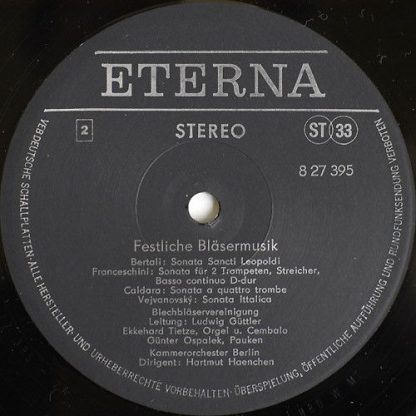 ETERNA
2
STEREO
ST 33
8 27 395
Festliche Bläsermusik
Bertali: Sonata Sancti Leopoldi
Franceschini: Sonata für 2 Trompeten, Streicher,
Basso continuo D-dur
Caldara: Sonata a quattro trombe
Vejvanovský: Sonata Ittalica
Blechbläservereinigung
Leitung: Ludwig Güttler
Ekkehard Tietze, Orgel u. Cembalo
Günter Ospalek, Pauken
Kammerorchester Berlin
Dirigent: Hartmut Haenchen
VEB DEUTSCHE SCHALLPLATTEN·ALLE HERSTELLER- UND URHEBERRECHTE VORBEHALTEN·ÜBERSPIELUNG, ÖFFENTLICHE AUFFÜHRUNG UND RUNDFUNKSENDUNG VERBOTEN